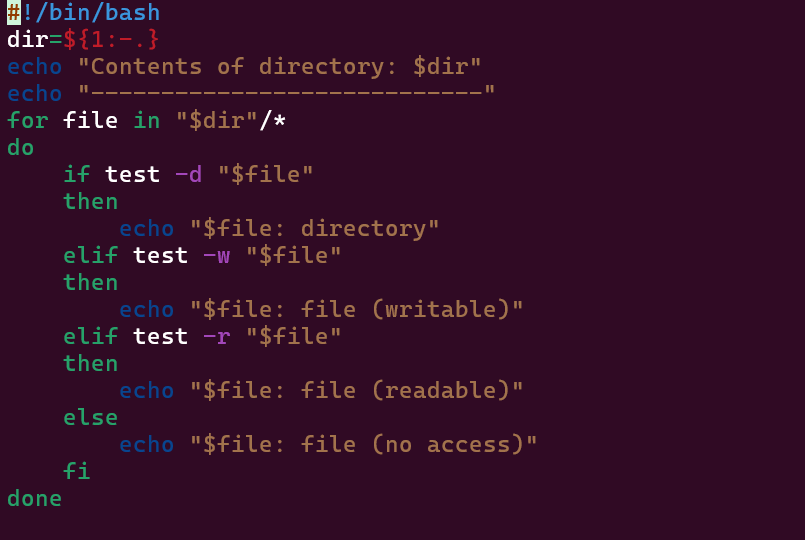 #!/bin/bash
dir=${1:-.}
echo "Contents of directory: $dir"
echo "----------------------------"
for file in "$dir"/*
do
    if test -d "$file"
    then
        echo "$file: directory"
    elif test -w "$file"
    then
        echo "$file: file (writable)"
    elif test -r "$file"
    then
        echo "$file: file (readable)"
    else
        echo "$file: file (no access)"
    fi
done